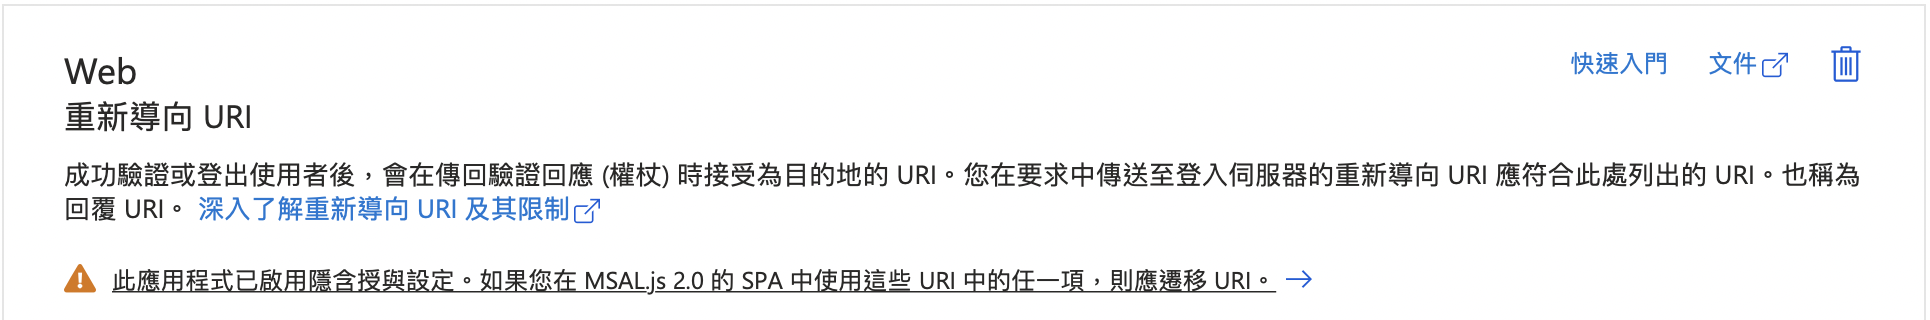 Web
快速入門 文件
重新導向 URI
成功驗證或登出使用者後，會在傳回驗證回應 (權杖) 時接受為目的地的 URI。您在要求中傳送至登入伺服器的重新導向 URI 應符合此處列出的 URI。也稱為
回覆 URI。 深入了解重新導向 URI 及其限制
此應用程式已啟用隱含授與設定。如果您在 MSAL.js 2.0 的 SPA 中使用這些 URI 中的任一項，則應遷移 URI。